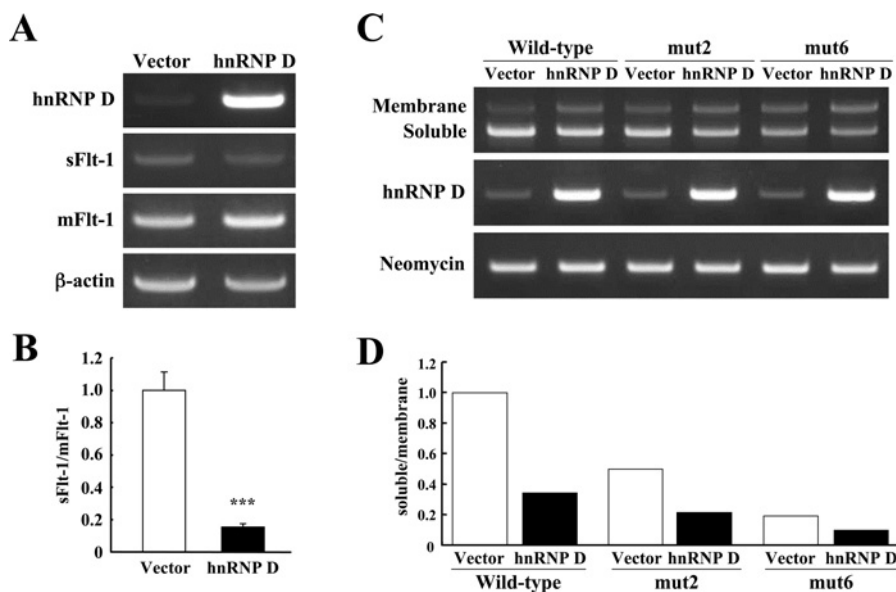 A
Vector hnRNP D
hnRNP D
sFlt-1
mFlt-1
β-actin
B
sFlt-1/mFlt-1
1.2
1.0
0.8
0.6
0.4
0.2
0
***
Vector hnRNP D
C
Wild-type mut2 mut6
Vector hnRNP D Vector hnRNP D Vector hnRNP D
Membrane
Soluble
hnRNP D
Neomycin
D
soluble/membrane
1.2
1.0
0.8
0.6
0.4
0.2
0
Vector hnRNP D Vector hnRNP D Vector hnRNP D
Wild-type mut2 mut6